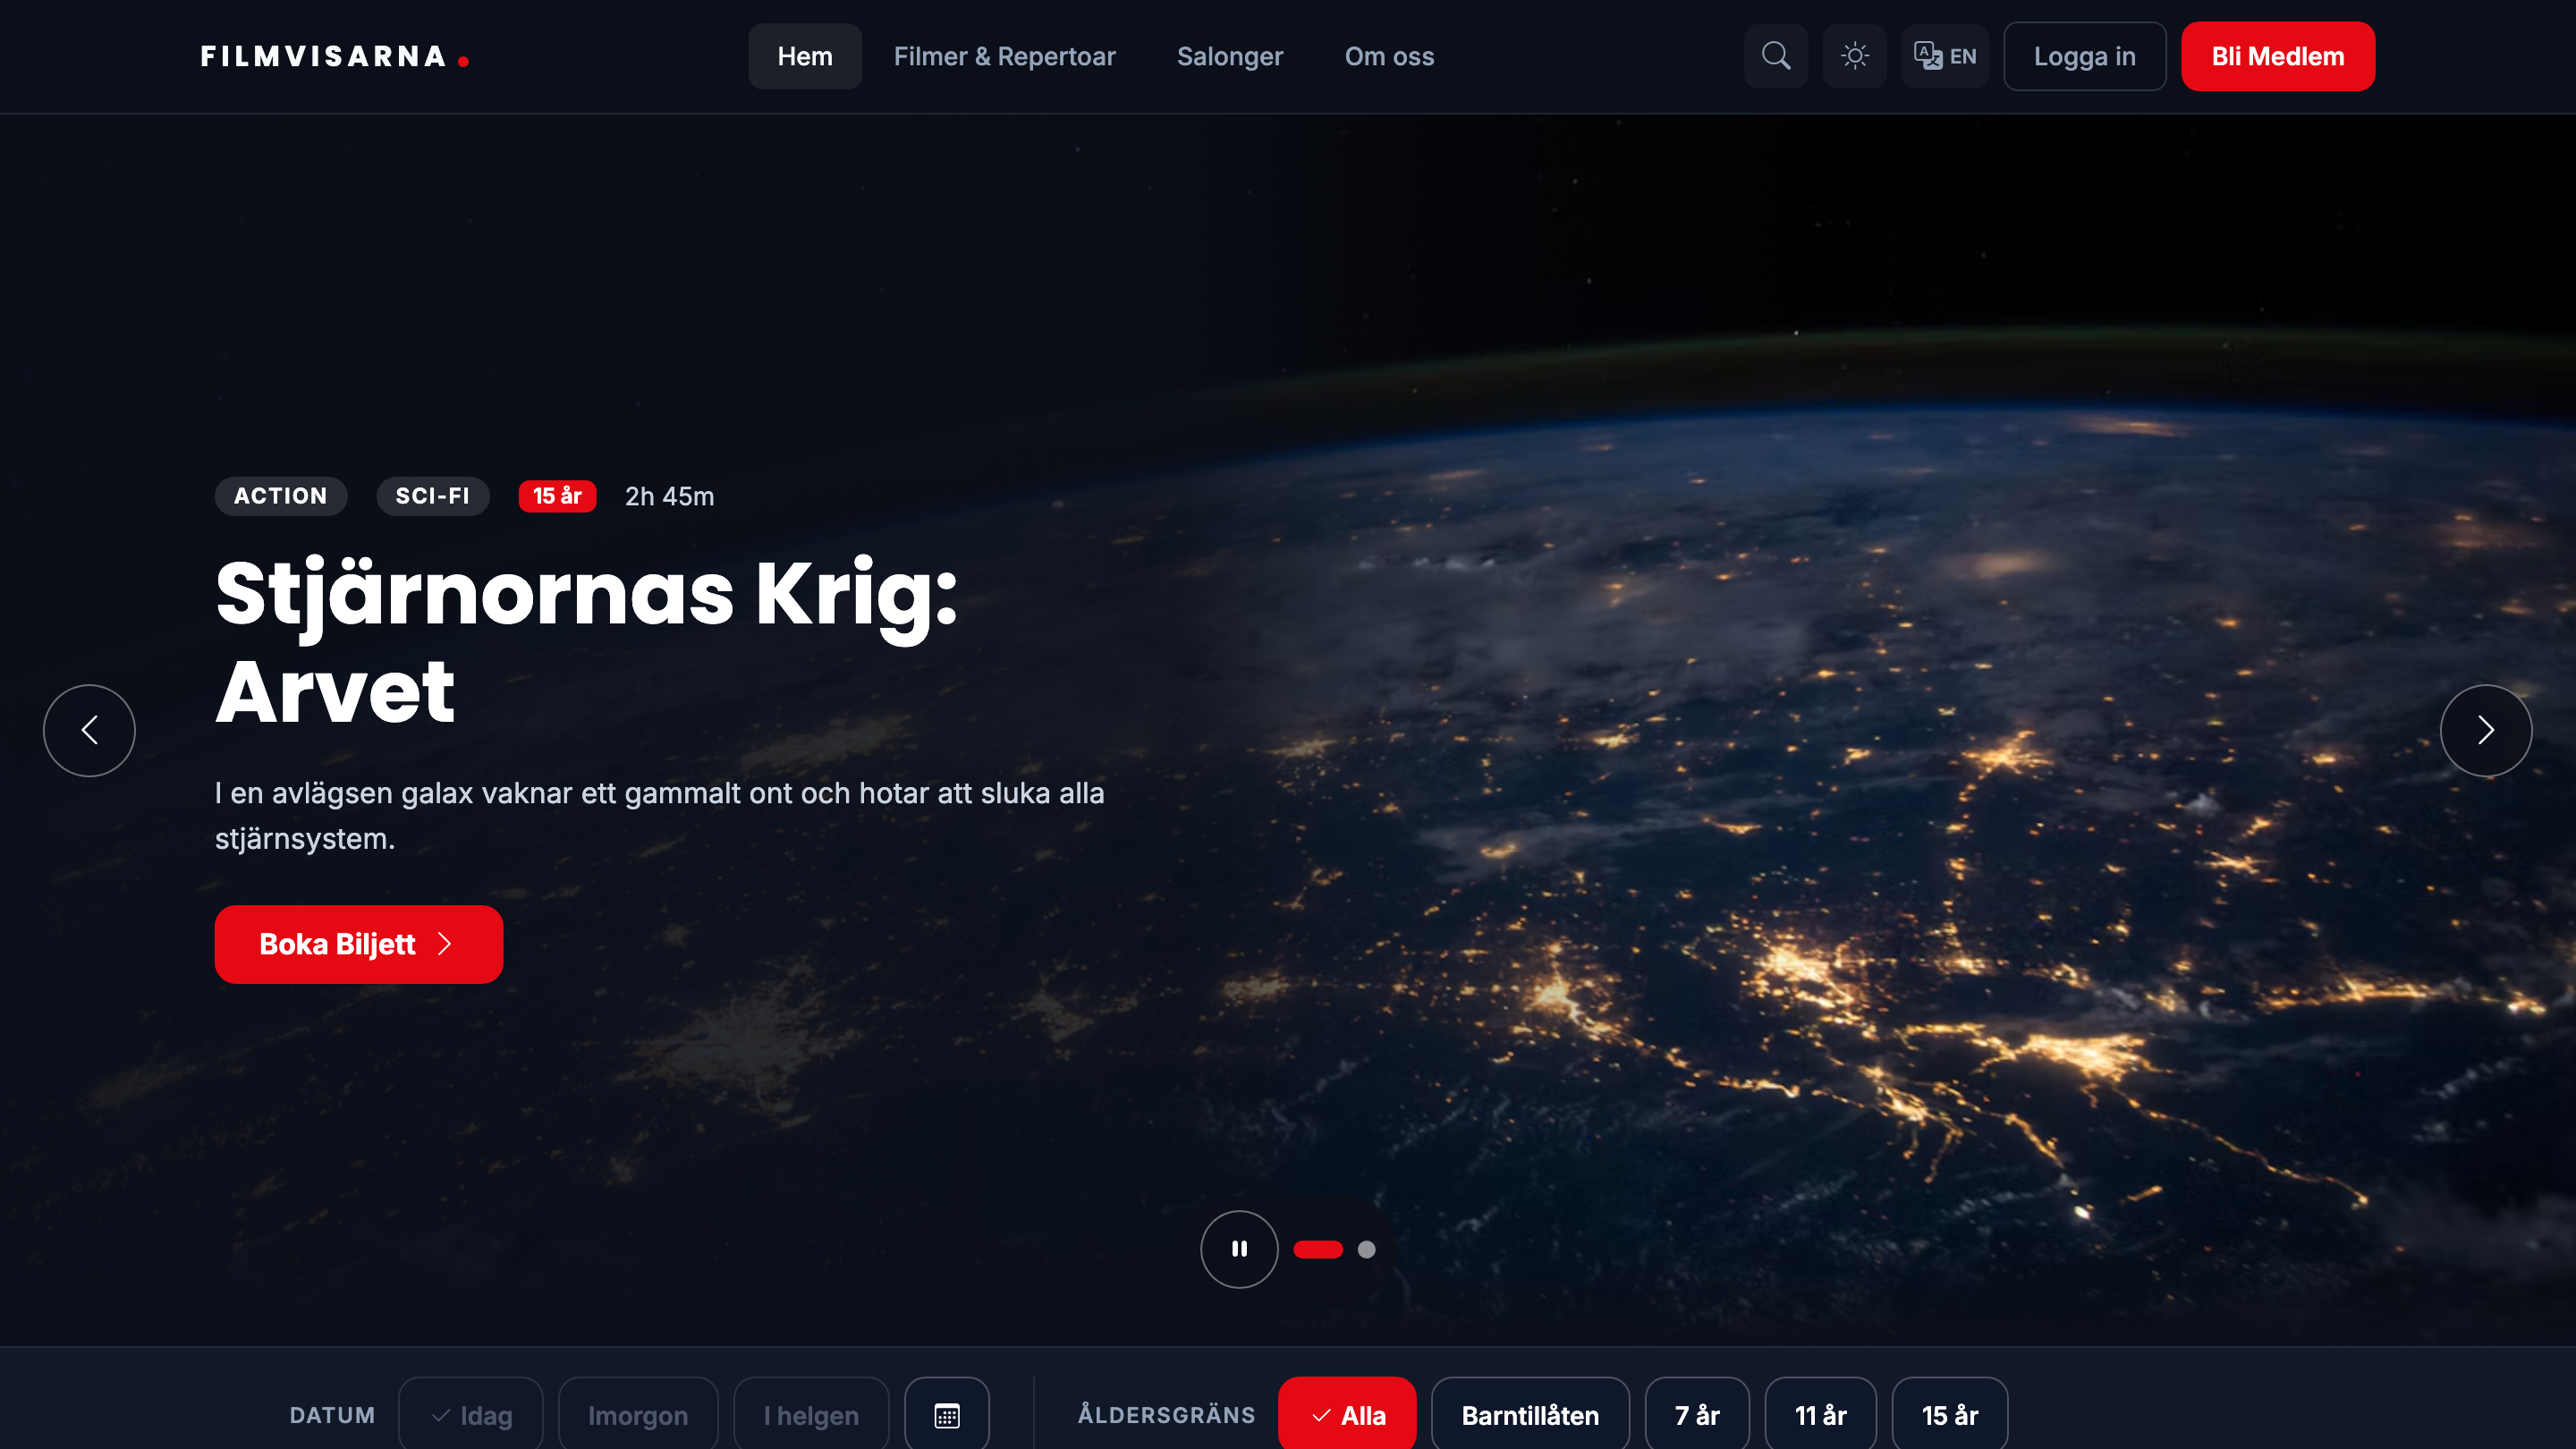 FILMVISARNA.
Hem
Filmer & Repertoar
Salonger
Om oss
EN
Logga in
Bli Medlem
ACTION
SCI-FI
15 år
2h 45m
Stjärnornas Krig:
Arvet
I en avlägsen galax vaknar ett gammalt ont och hotar att sluka alla
stjärnsystem.
Boka Biljett
DATUM
Idag
Imorgon
I helgen
ÅLDERSGRÄNS
Alla
Barntillåten
7 år
11 år
15 år